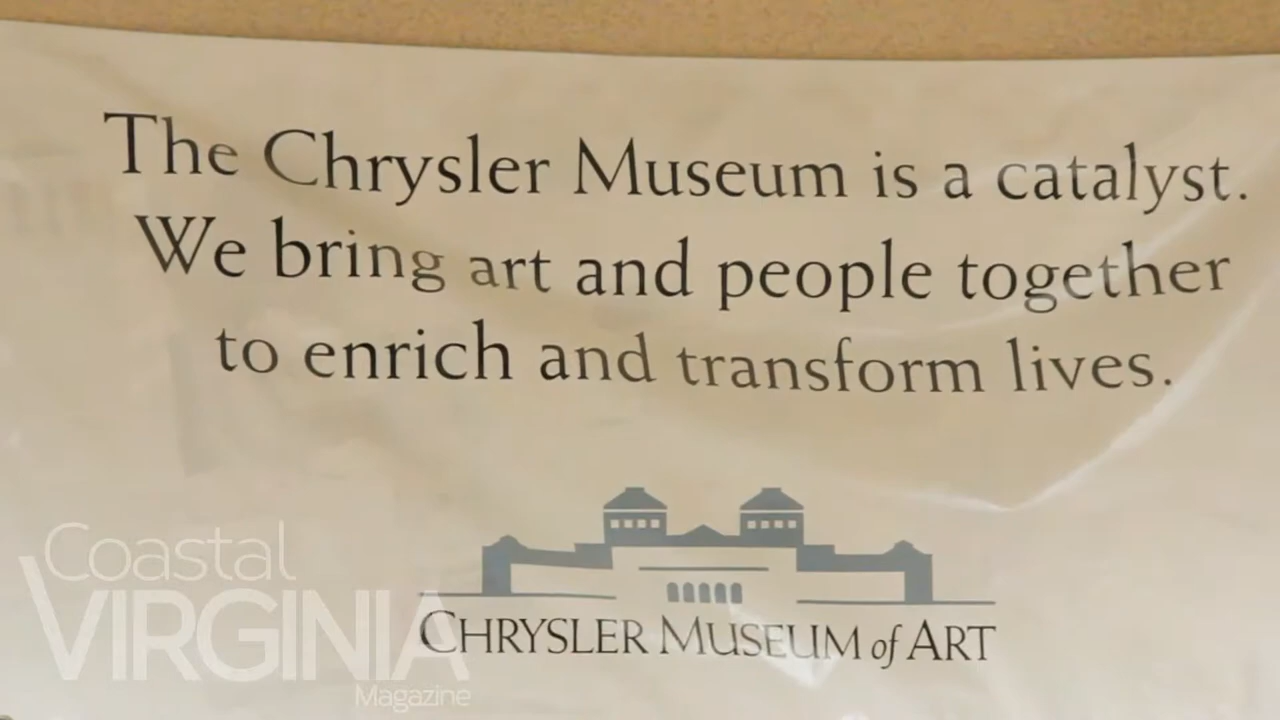 The Chrysler Museum is a catalyst.
We bring art and people together
to enrich and transform lives.
CHRYSLER MUSEUM of ART
Coastal
VIRGINIA
Magazine